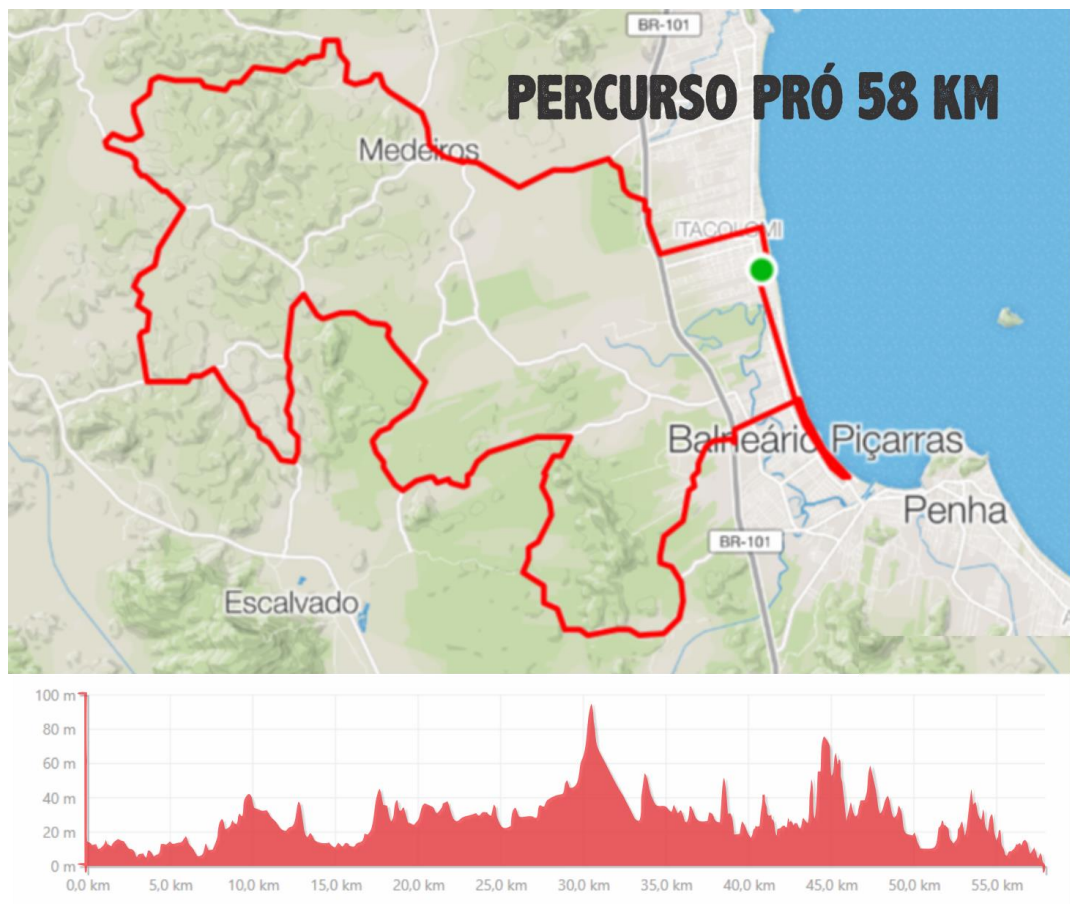 BR-101
PERCURSO PRÓ 58 KM
Medeiros
ITACOLOMI
Balneário Piçarras
Penha
BR-101
Escalvado
100 m
80 m
60 m
40 m
20 m
0 m
0,0 km 5,0 km 10,0 km 15,0 km 20,0 km 25,0 km 30,0 km 35,0 km 40,0 km 45,0 km 50,0 km 55,0 km